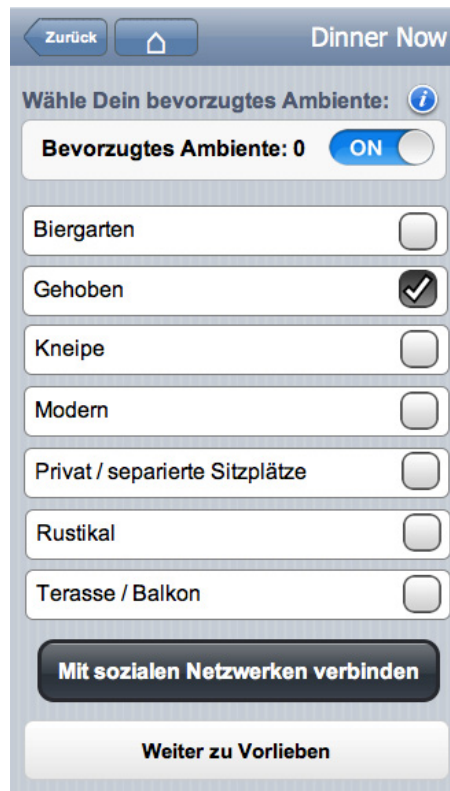 Zurück
Dinner Now
Wähle Dein bevorzugtes Ambiente:
Bevorzugtes Ambiente: 0 ON
Biergarten
Gehoben
Kneipe
Modern
Privat / separierte Sitzplätze
Rustikal
Terasse / Balkon
Mit sozialen Netzwerken verbinden
Weiter zu Vorlieben